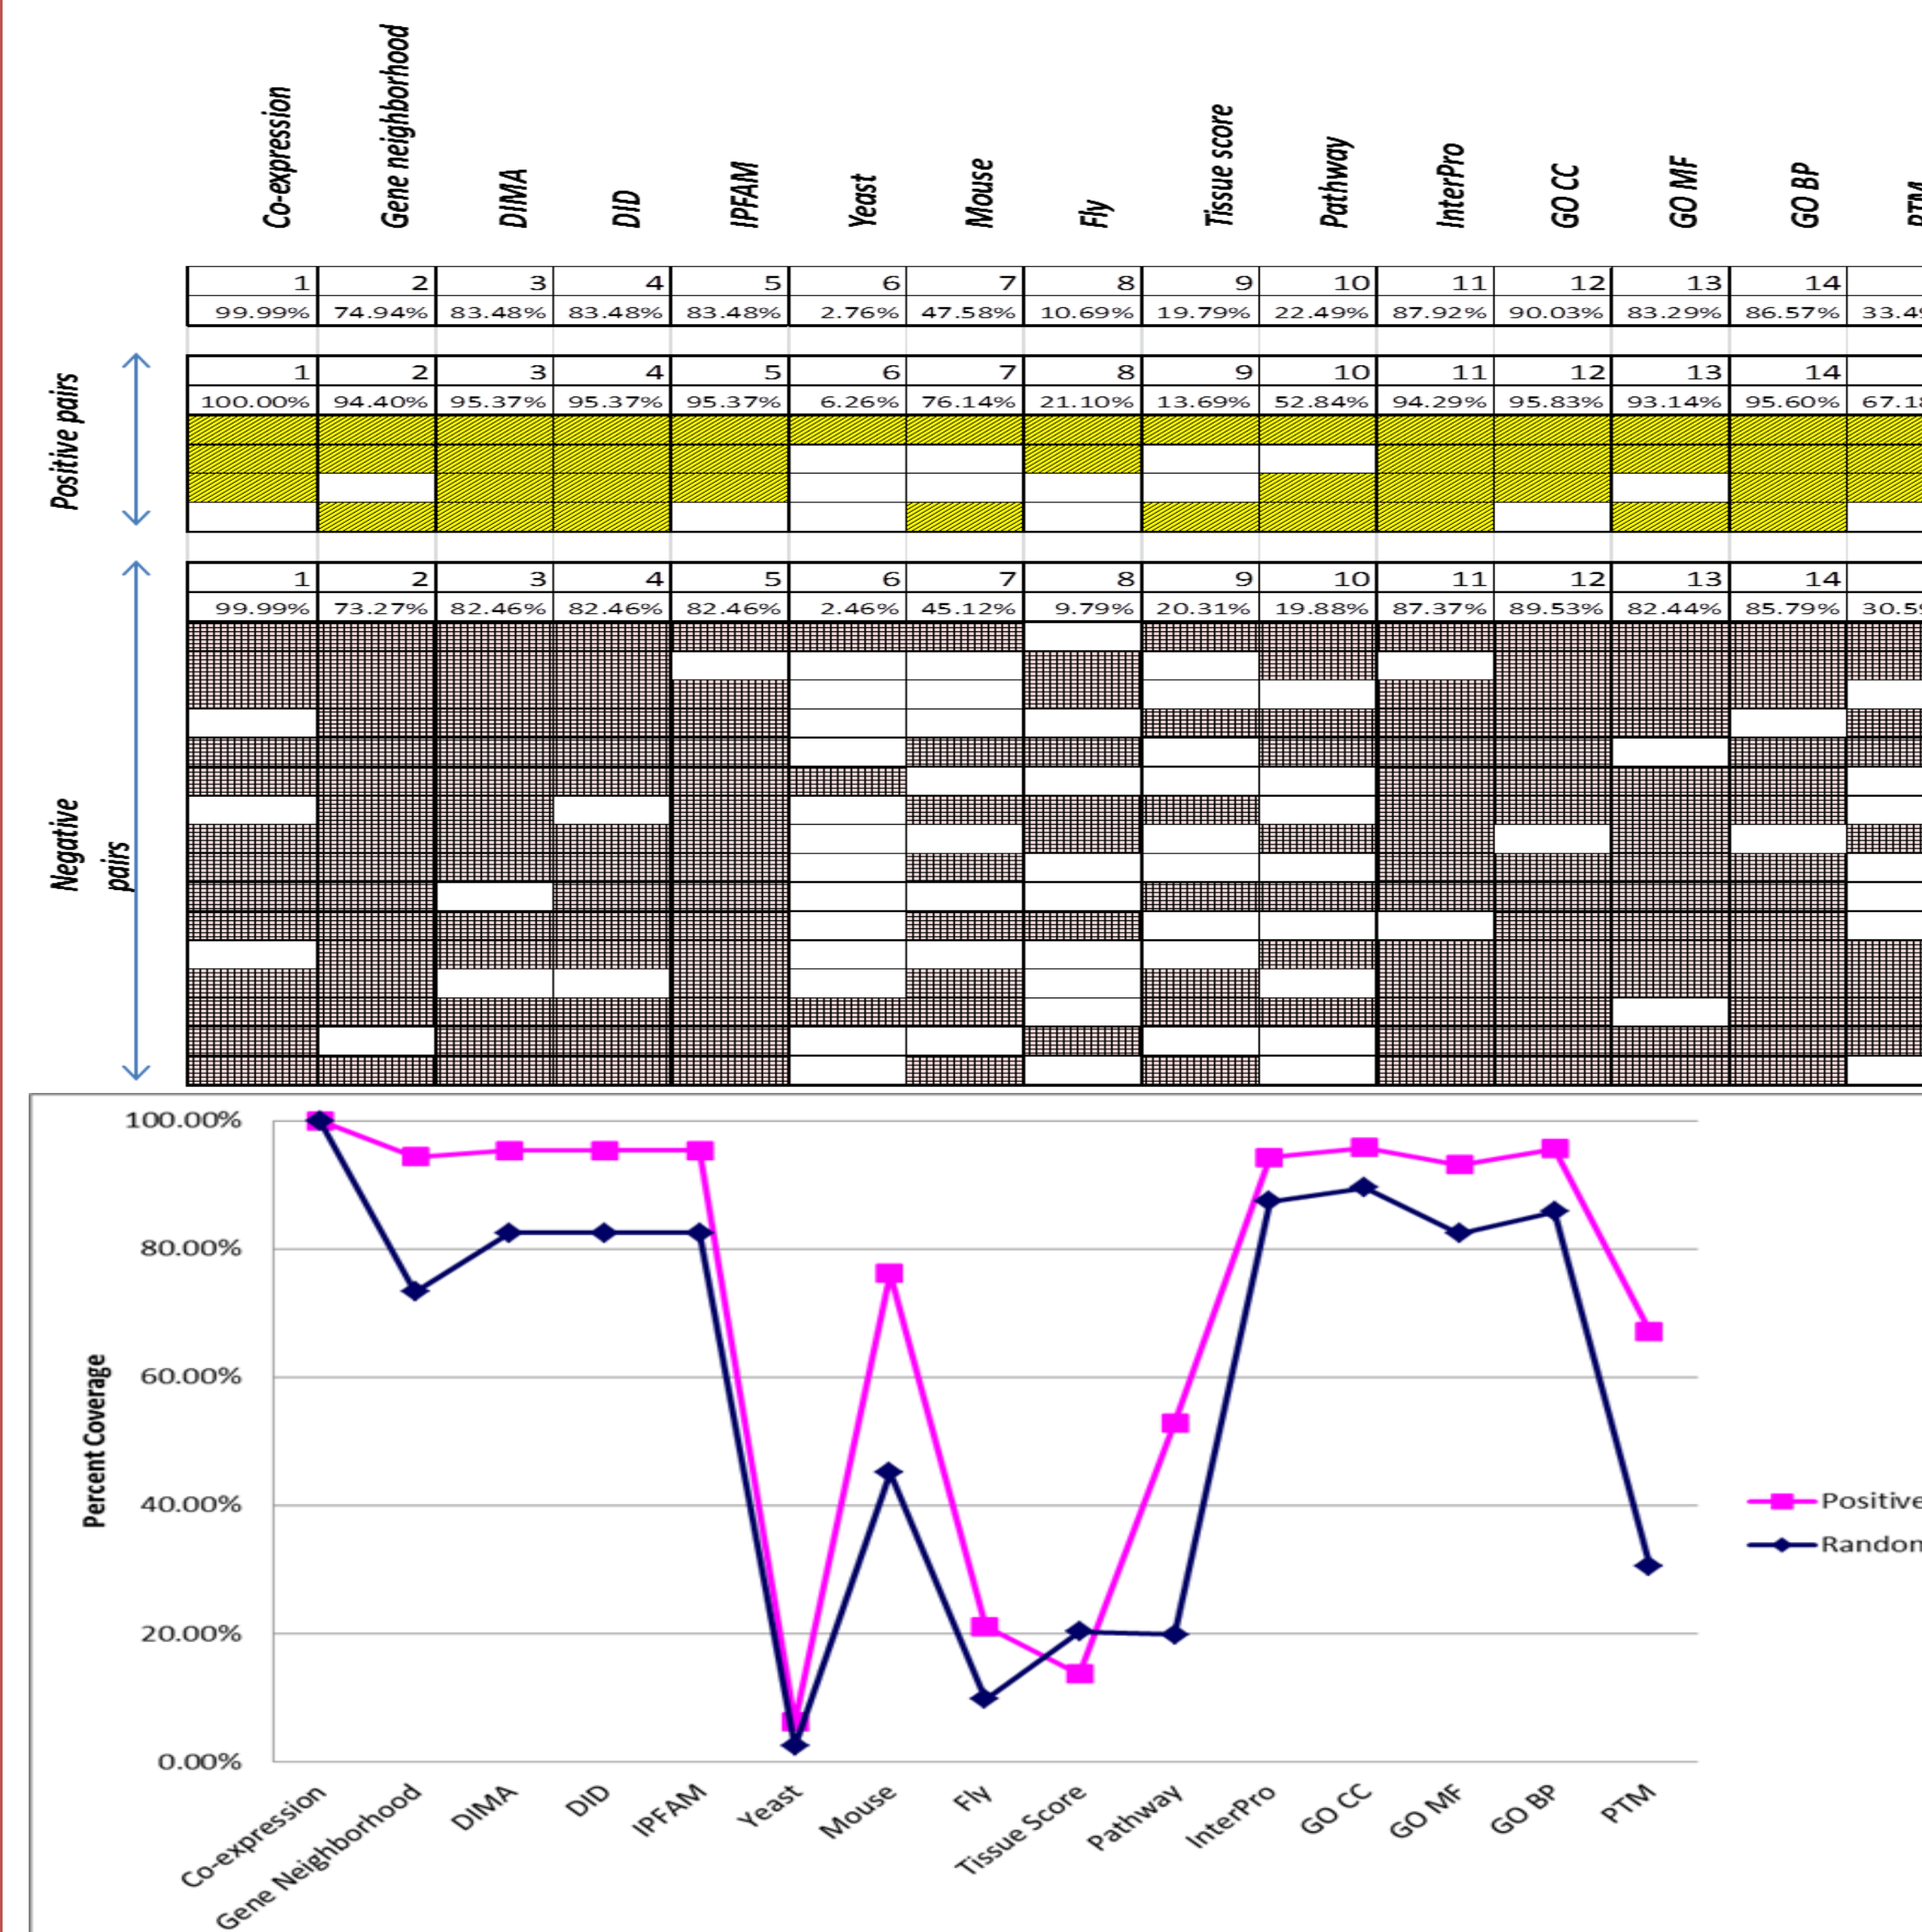 Co-expression
Gene neighborhood
DIMA
DID
IPFAM
Yeast
Mouse
Fly
Tissue score
Pathway
InterPro
GO CC
GO MF
GO BP
PTM
1 2 3 4 5 6 7 8 9 10 11 12 13 14
99.99% 74.94% 83.48% 83.48% 83.48% 2.76% 47.58% 10.69% 19.79% 22.49% 87.92% 90.03% 83.29% 86.57% 33.4
Positive pairs
1 2 3 4 5 6 7 8 9 10 11 12 13 14
100.00% 94.40% 95.37% 95.37% 95.37% 6.26% 76.14% 21.10% 13.69% 52.84% 94.29% 95.83% 93.14% 95.60% 67.1
Negative
pairs
1 2 3 4 5 6 7 8 9 10 11 12 13 14
99.99% 73.27% 82.46% 82.46% 82.46% 2.46% 45.12% 9.79% 20.31% 19.88% 87.37% 89.53% 82.44% 85.79% 30.5
Percent Coverage
100.00%
80.00%
60.00%
40.00%
20.00%
0.00%
Co-expression
Gene Neighborhood
DIMA
DID
IPFAM
Yeast
Mouse
Fly
Tissue Score
Pathway
InterPro
GO CC
GO MF
GO BP
PTM
Positive
Random